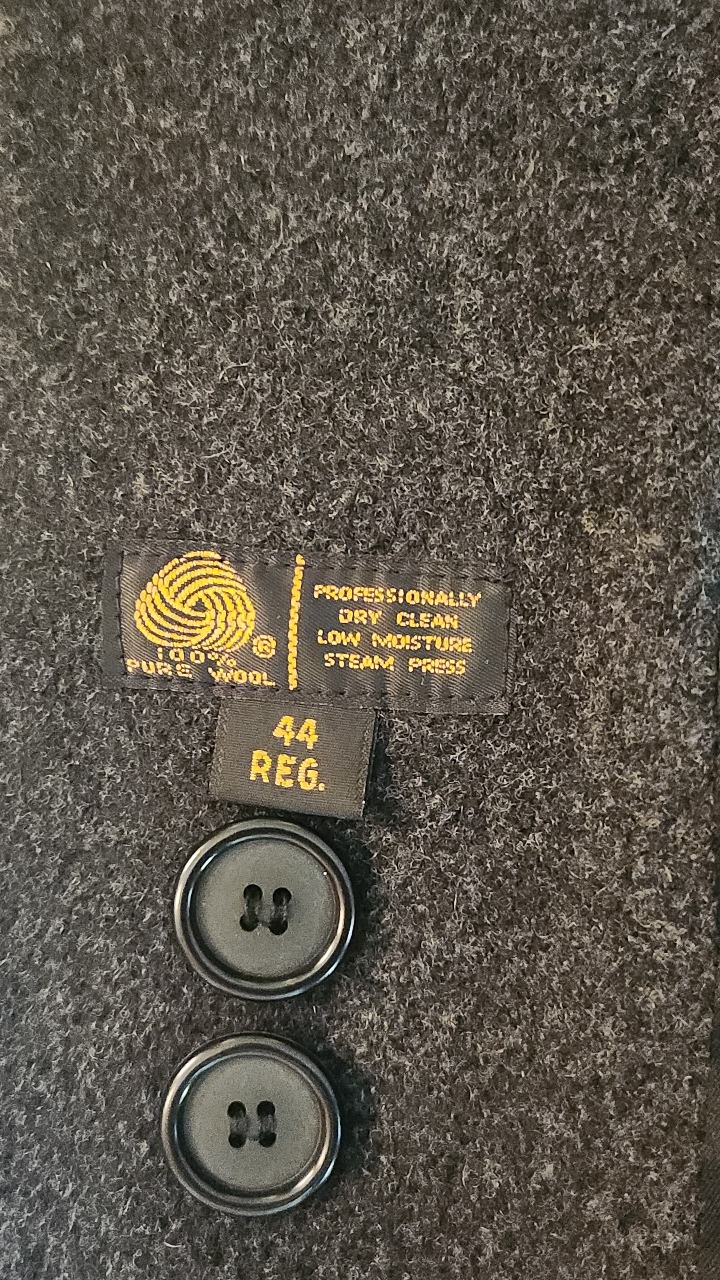 ®
100%
PURE WOOL
PROFESSIONALLY
DRY CLEAN
LOW MOISTURE
STEAM PRESS
44
REG.